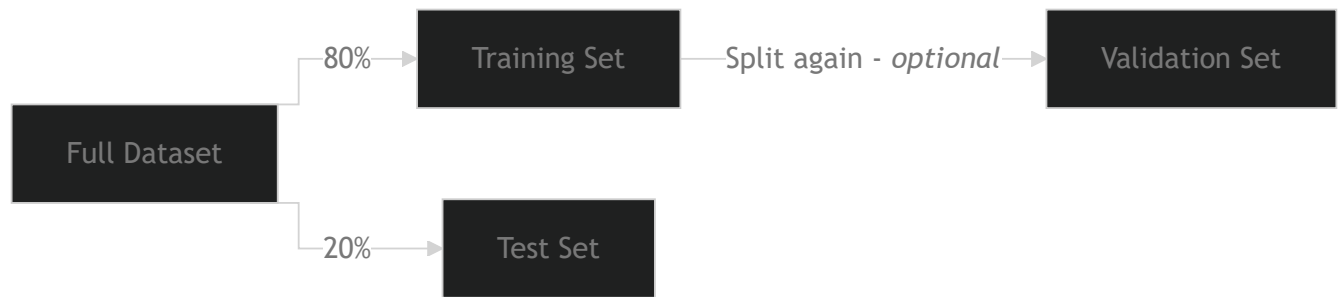 80%
Training Set
Split again - optional
Validation Set
Full Dataset
20%
Test Set